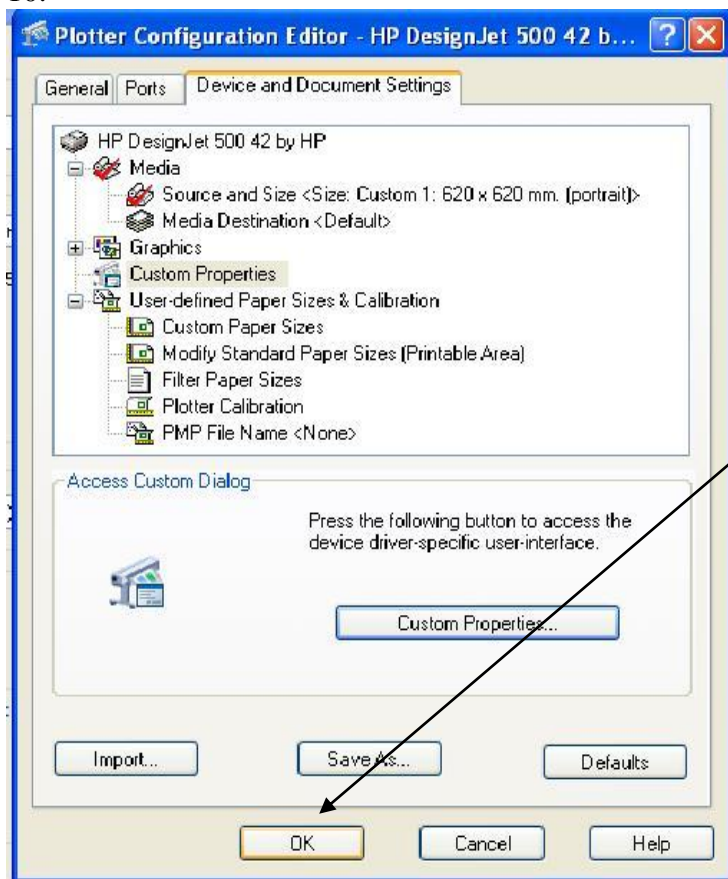 Plotter Configuration Editor - HP DesignJet 500 42 b...
General Ports Device and Document Settings
HP DesignJet 500 42 by HP
Media
Source and Size <Size: Custom 1: 620 x 620 mm. (portrait)>
Media Destination <Default>
Graphics
Custom Properties
User-defined Paper Sizes & Calibration
Custom Paper Sizes
Modify Standard Paper Sizes (Printable Area)
Filter Paper Sizes
Plotter Calibration
PMP File Name <None>
Access Custom Dialog
Press the following button to access the
device driver-specific user-interface.
Custom Properties...
Import... Save As... Defaults
OK Cancel Help